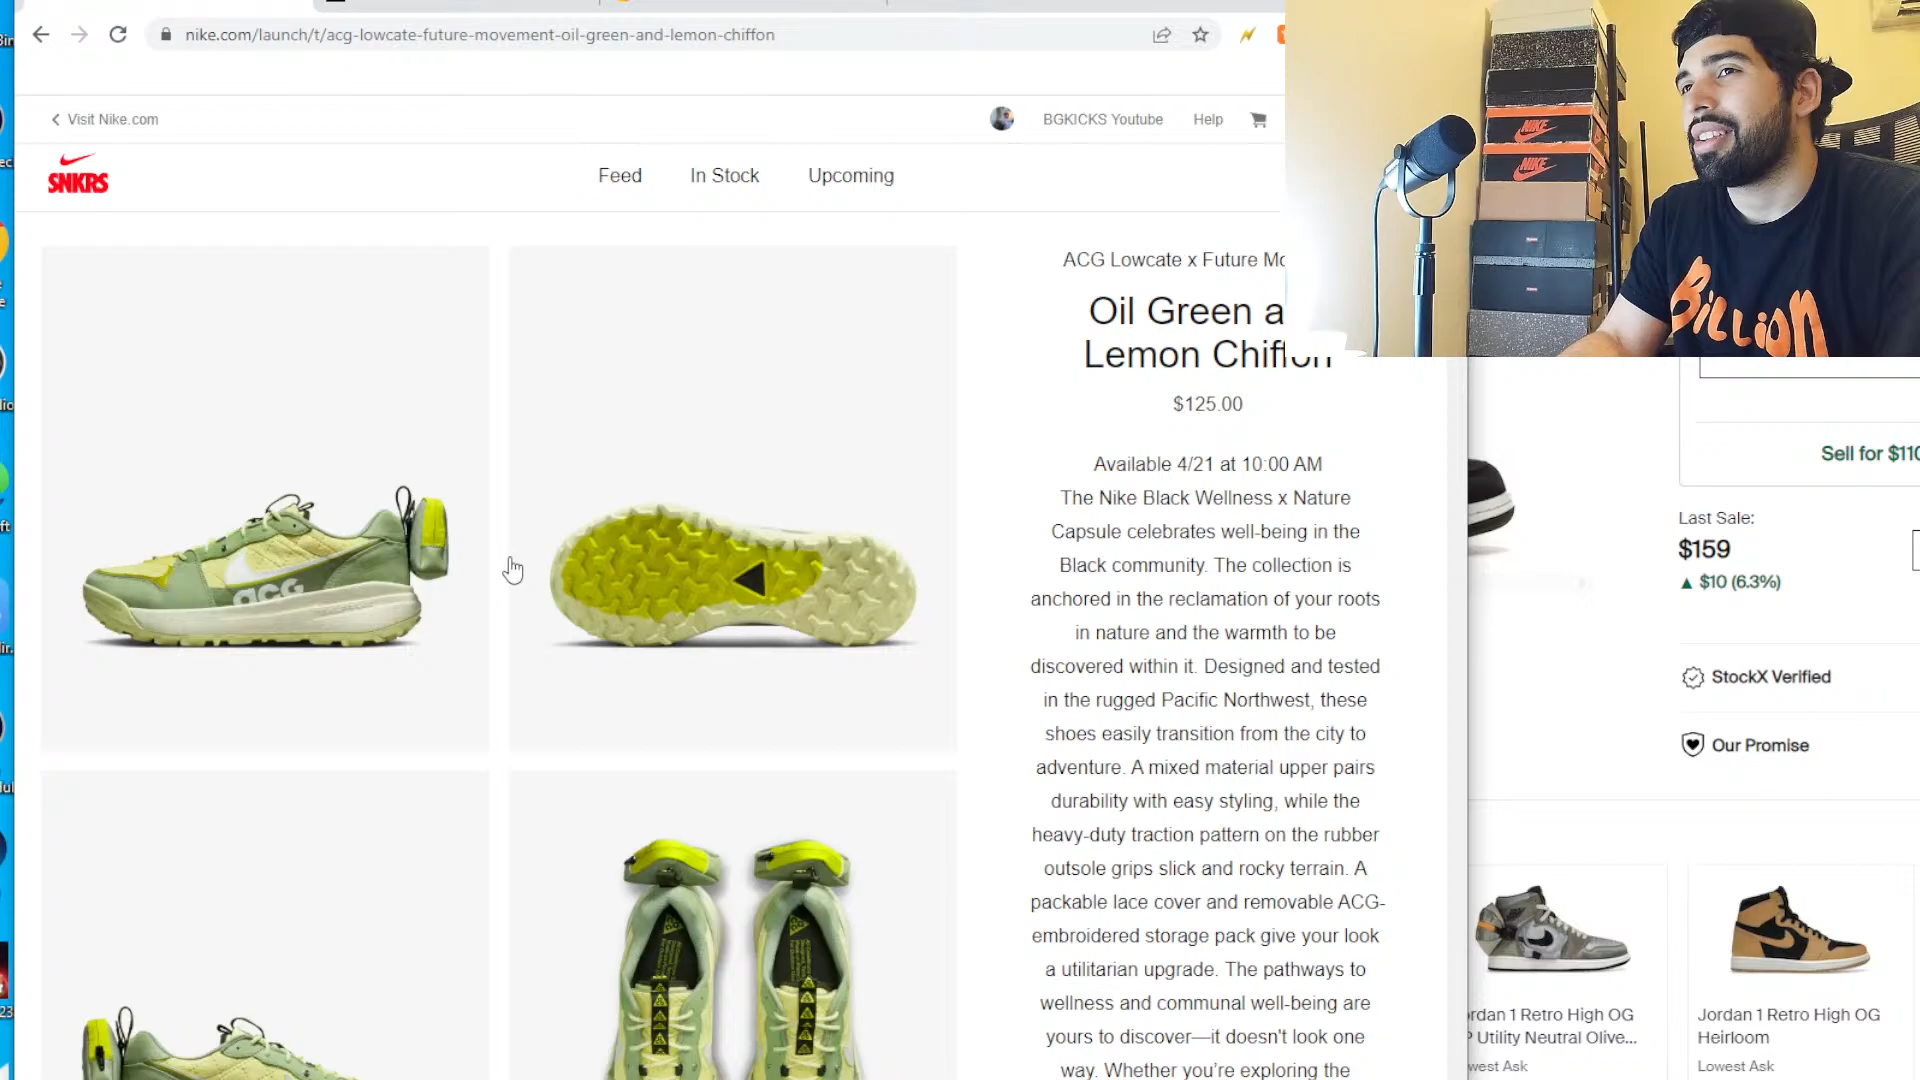 nike.com/launch/t/acg-lowcate-future-movement-oil-green-and-lemon-chiffon
Visit Nike.com
BGKICKS Youtube
Help
SNKRS
Feed
In Stock
Upcoming
ACG Lowcate x Future Mo
Oil Green a
Lemon Chiffon
$125.00
Available 4/21 at 10:00 AM
The Nike Black Wellness x Nature
Capsule celebrates well-being in the
Black community. The collection is
anchored in the reclamation of your roots
in nature and the warmth to be
discovered within it. Designed and tested
in the rugged Pacific Northwest, these
shoes easily transition from the city to
adventure. A mixed material upper pairs
durability with easy styling, while the
heavy-duty traction pattern on the rubber
outsole grips slick and rocky terrain. A
packable lace cover and removable ACG-
embroidered storage pack give your look
a utilitarian upgrade. The pathways to
wellness and communal well-being are
yours to discover—it doesn't look one
way. Whether you're exploring the
acg
NIKE
NIKE
BILLION
Sell for $110
Last Sale:
$159
▲ $10 (6.3%)
StockX Verified
Our Promise
rdan 1 Retro High OG
P Utility Neutral Olive...
west Ask
Jordan 1 Retro High OG
Heirloom
Lowest Ask